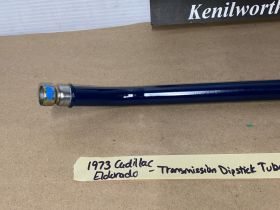 Kenilworth
1973 Cadillac
Eldorado - Transmission Dipstick Tube